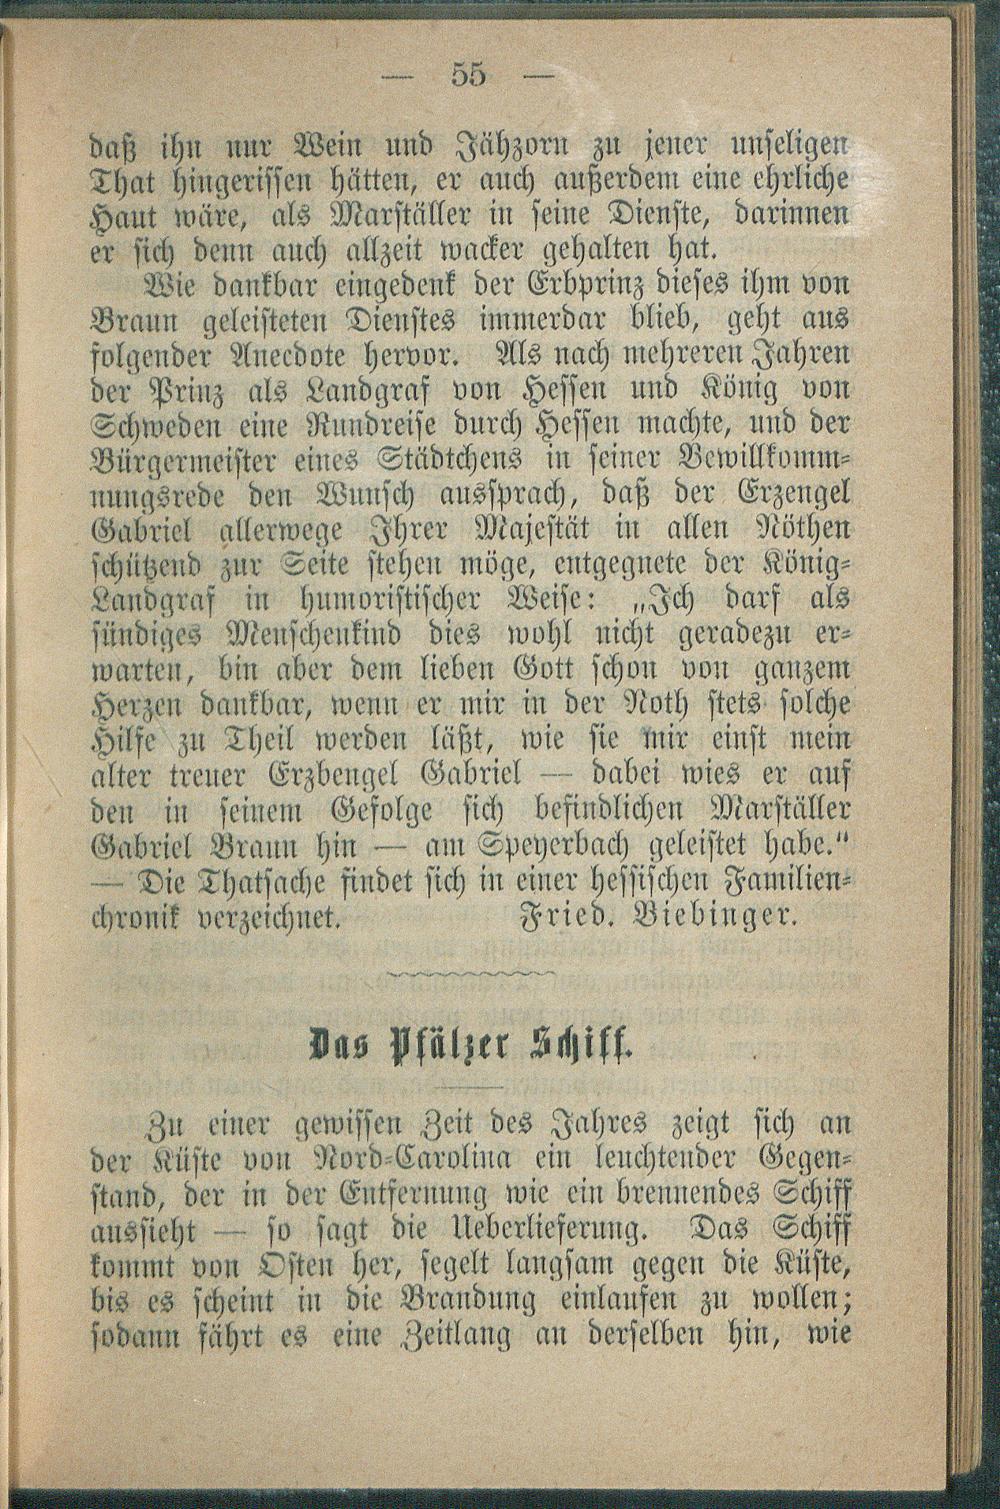 — 55 —
daß ihn nur Wein und Jähzorn zu jener unseligen
That hingerissen hätten, er auch außerdem eine ehrliche
Haut wäre, als Marställer in seine Dienste, darinnen
er sich denn auch allzeit wacker gehalten hat.
Wie dankbar eingedenk der Erbprinz dieses ihm von
Braun geleisteten Dienstes immerdar blieb, geht aus
folgender Anecdote hervor. Als nach mehreren Jahren
der Prinz als Landgraf von Hessen und König von
Schweden eine Rundreise durch Hessen machte, und der
Bürgermeister eines Städtchens in seiner Bewillkomm-
nungsrede den Wunsch aussprach, daß der Erzengel
Gabriel allerwege Ihrer Majestät in allen Nöthen
schützend zur Seite stehen möge, entgegnete der König-
Landgraf in humoristischer Weise: „Ich darf als
sündiges Menschenkind dies wohl nicht geradezu er-
warten, bin aber dem lieben Gott schon von ganzem
Herzen dankbar, wenn er mir in der Noth stets solche
Hilfe zu Theil werden läßt, wie sie mir einst mein
alter treuer Erzbengel Gabriel — dabei wies er auf
den in seinem Gefolge sich befindlichen Marställer
Gabriel Braun hin — am Speyerbach geleistet habe."
— Die Thatsache findet sich in einer hessischen Familien-
chronik verzeichnet. Fried. Biebinger.
Das Pfälzer Schiff.
Zu einer gewissen Zeit des Jahres zeigt sich an
der Küste von Nord-Carolina ein leuchtender Gegen-
stand, der in der Entfernung wie ein brennendes Schiff
aussieht — so sagt die Ueberlieferung. Das Schiff
kommt von Osten her, segelt langsam gegen die Küste,
bis es scheint in die Brandung einlaufen zu wollen;
sodann fährt es eine Zeitlang an derselben hin, wie